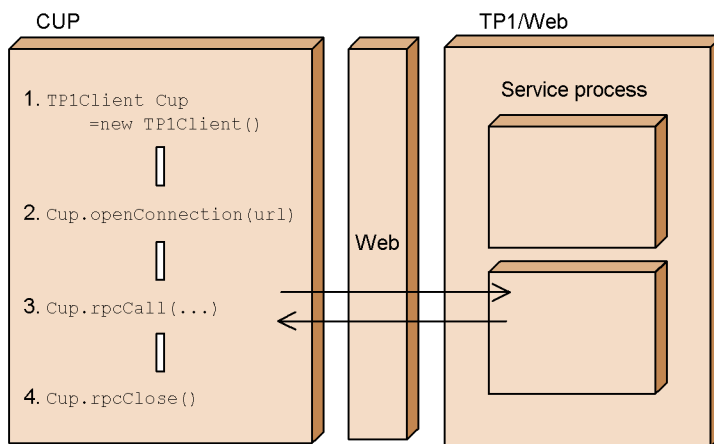 CUP
1. TP1Client Cup
=new TP1Client()
2. Cup.openConnection(url)
3. Cup.rpcCall(...)
4. Cup.rpcClose()
Web
TP1/Web
Service process